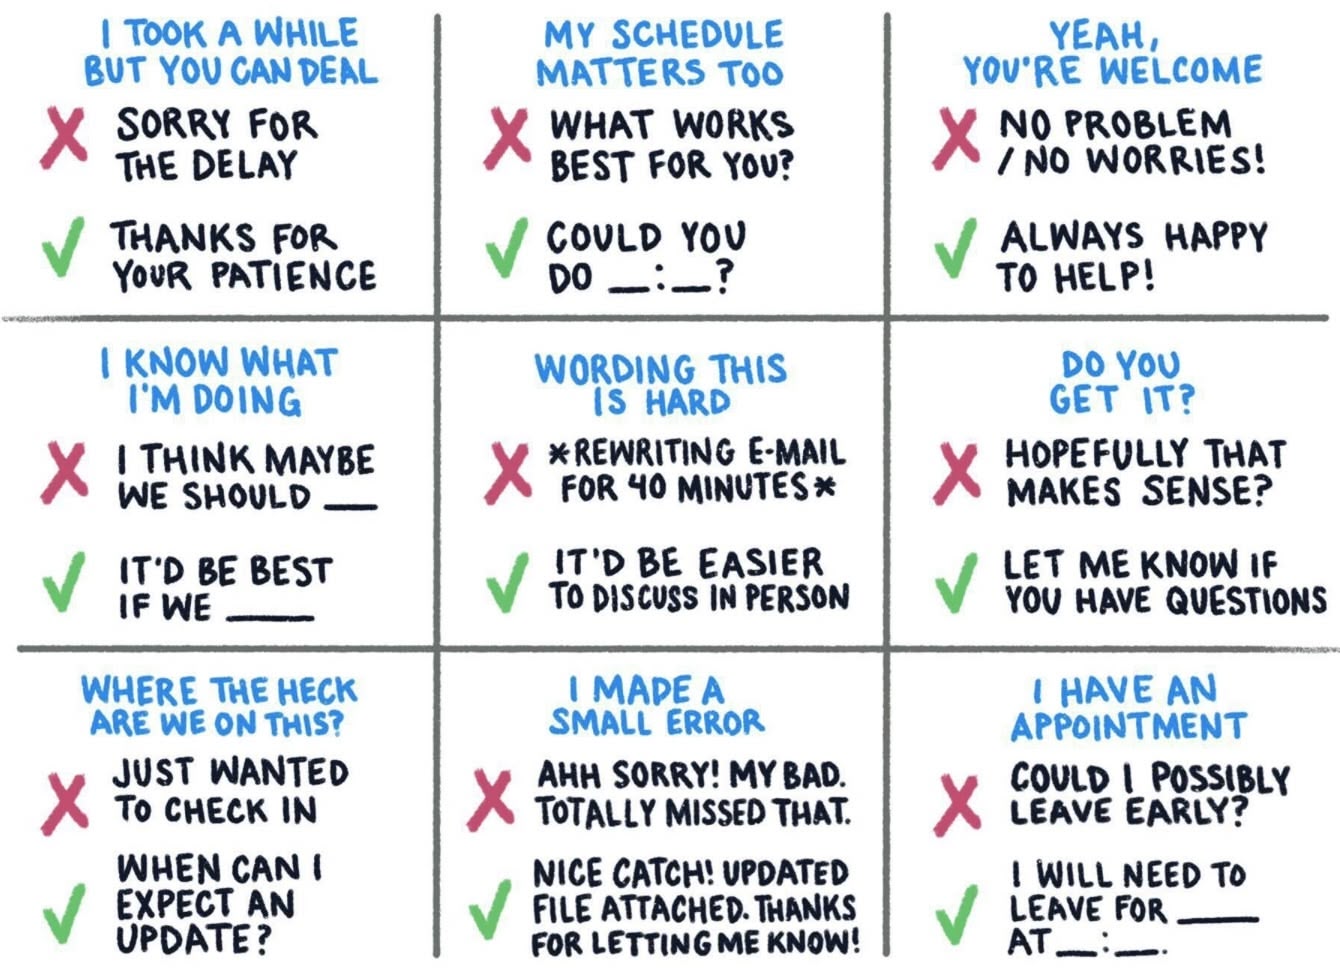 I TOOK A WHILE
BUT YOU CAN DEAL
SORRY FOR
THE DELAY
THANKS FOR
YOUR PATIENCE
MY SCHEDULE
MATTERS TOO
WHAT WORKS
BEST FOR YOU?
COULD YOU
DO __:__?
YEAH,
YOU'RE WELCOME
NO PROBLEM
/NO WORRIES!
ALWAYS HAPPY
TO HELP!
I KNOW WHAT
I'M DOING
I THINK MAYBE
WE SHOULD __
IT'D BE BEST
IF WE ____
WORDING THIS
IS HARD
*REWRITING E-MAIL
FOR 40 MINUTES*
IT'D BE EASIER
TO DISCUSS IN PERSON
DO YOU
GET IT?
HOPEFULLY THAT
MAKES SENSE?
LET ME KNOW IF
YOU HAVE QUESTIONS
WHERE THE HECK
ARE WE ON THIS?
JUST WANTED
TO CHECK IN
WHEN CAN I
EXPECT AN
UPDATE?
I MADE A
SMALL ERROR
AHH SORRY! MY BAD.
TOTALLY MISSED THAT.
NICE CATCH! UPDATED
FILE ATTACHED. THANKS
FOR LETTING ME KNOW!
I HAVE AN
APPOINTMENT
COULD I POSSIBLY
LEAVE EARLY?
I WILL NEED TO
LEAVE FOR ____
AT __:__.